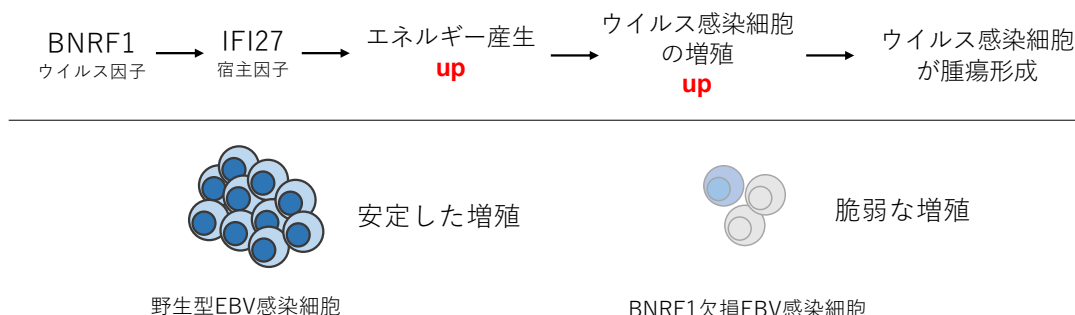 BNRF1
ウイルス因子
IFI27
宿主因子
エネルギー産生
up
ウイルス感染細胞
の増殖
up
ウイルス感染細胞
が腫瘍形成
安定した増殖
脆弱な増殖
野生型EBV感染細胞
BNRF1欠損EBV感染細胞